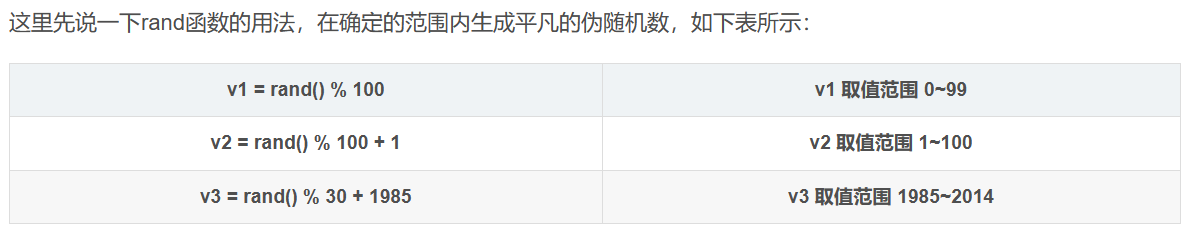 这里先说一下rand函数的用法，在确定的范围内生成平凡的伪随机数，如下表所示：
v1 = rand() % 100 v1 取值范围 0~99
v2 = rand() % 100 + 1 v2 取值范围 1~100
v3 = rand() % 30 + 1985 v3 取值范围 1985~2014